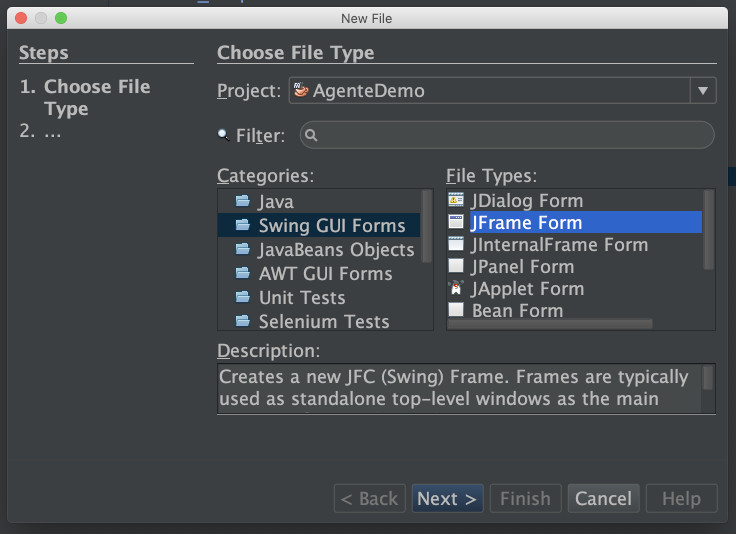 New File
Steps
1. Choose File
Type
2. ...
Choose File Type
Project: AgenteDemo
Filter:
Categories:
Java
Swing GUI Forms
JavaBeans Objects
AWT GUI Forms
Unit Tests
Selenium Tests
File Types:
JDialog Form
JFrame Form
JInternalFrame Form
JPanel Form
JApplet Form
Bean Form
Description:
Creates a new JFC (Swing) Frame. Frames are typically
used as standalone top-level windows as the main
< Back Next > Finish Cancel Help